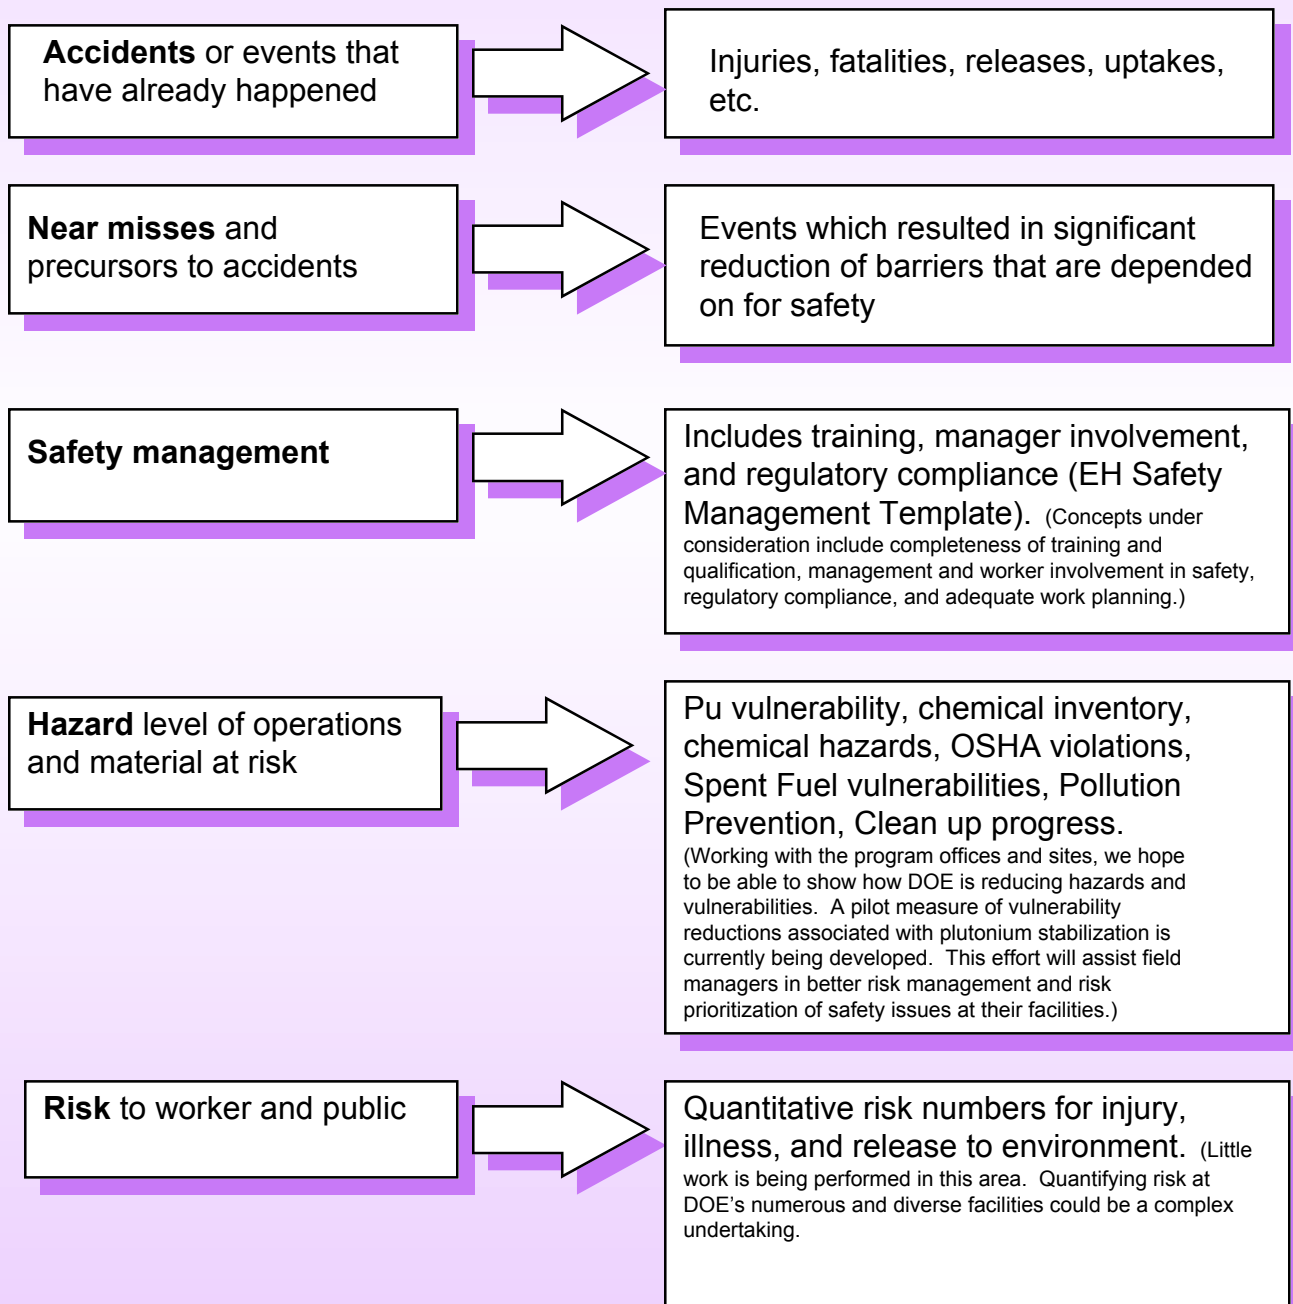 Accidents or events that
have already happened
Injuries, fatalities, releases, uptakes,
etc.
Near misses and
precursors to accidents
Events which resulted in significant
reduction of barriers that are depended
on for safety
Safety management
Includes training, manager involvement,
and regulatory compliance (EH Safety
Management Template). (Concepts under
consideration include completeness of training and
qualification, management and worker involvement in safety,
regulatory compliance, and adequate work planning.)
Hazard level of operations
and material at risk
Pu vulnerability, chemical inventory,
chemical hazards, OSHA violations,
Spent Fuel vulnerabilities, Pollution
Prevention, Clean up progress.
(Working with the program offices and sites, we hope
to be able to show how DOE is reducing hazards and
vulnerabilities. A pilot measure of vulnerability
reductions associated with plutonium stabilization is
currently being developed. This effort will assist field
managers in better risk management and risk
prioritization of safety issues at their facilities.)
Risk to worker and public
Quantitative risk numbers for injury,
illness, and release to environment. (Little
work is being performed in this area. Quantifying risk at
DOE's numerous and diverse facilities could be a complex
undertaking.